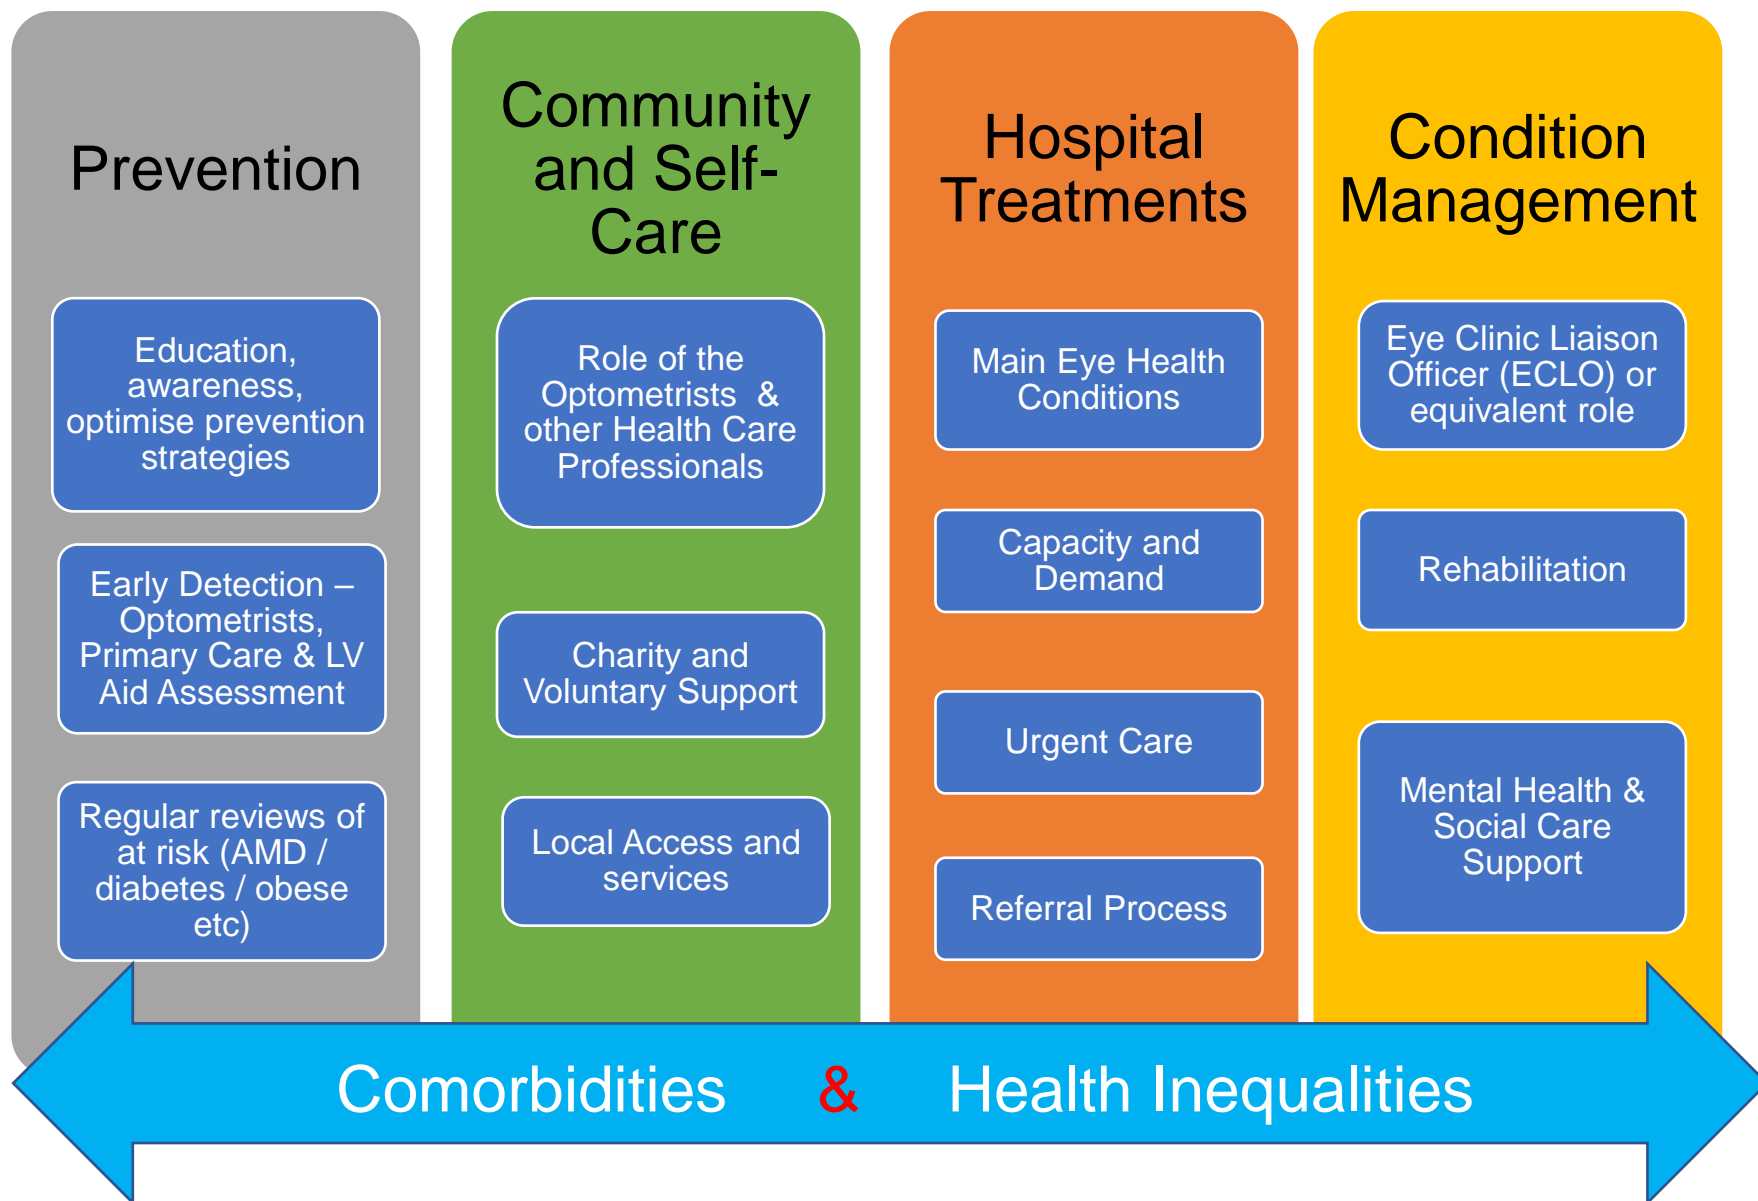 Prevention
Education,
awareness,
optimise prevention
strategies
Early Detection –
Optometrists,
Primary Care & LV
Aid Assessment
Regular reviews of
at risk (AMD /
diabetes / obese
etc)
Community
and Self-
Care
Role of the
Optometrists &
other Health Care
Professionals
Charity and
Voluntary Support
Local Access and
services
Hospital
Treatments
Main Eye Health
Conditions
Capacity and
Demand
Urgent Care
Referral Process
Condition
Management
Eye Clinic Liaison
Officer (ECLO) or
equivalent role
Rehabilitation
Mental Health &
Social Care
Support
Comorbidities & Health Inequalities